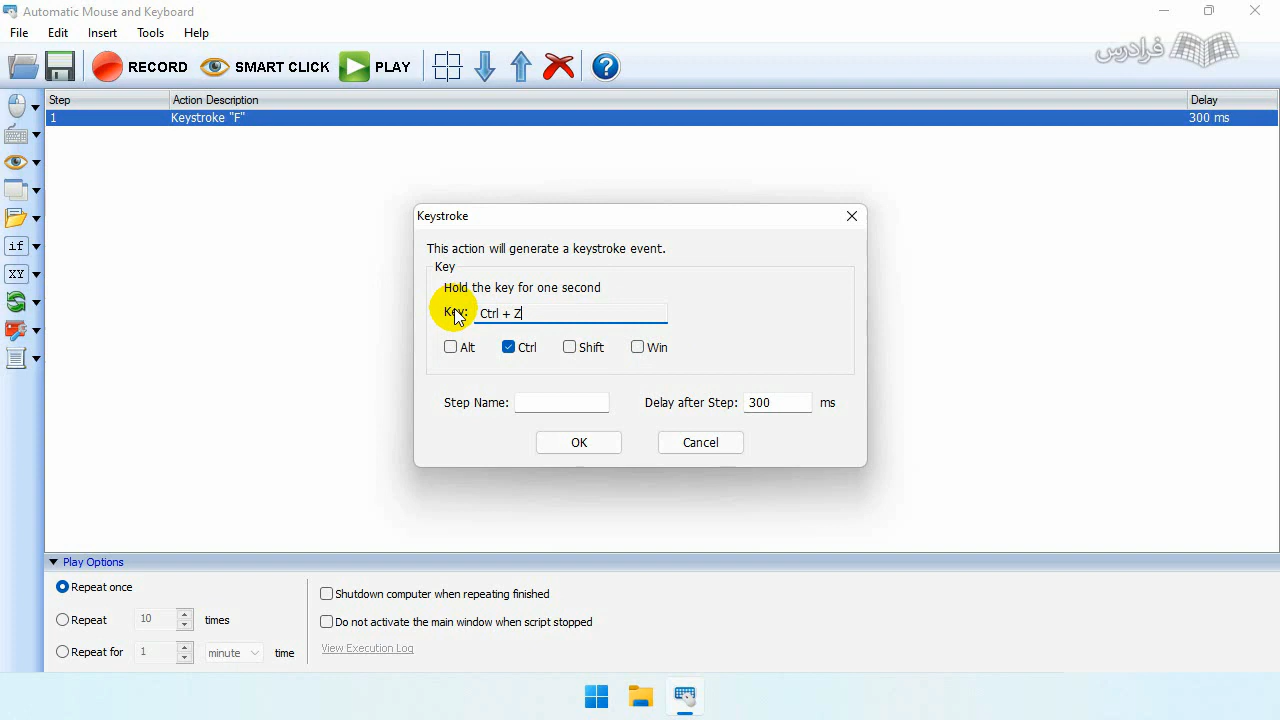 Automatic Mouse and Keyboard
File Edit Insert Tools Help
RECORD SMART CLICK PLAY
فرادرس
Step Action Description Delay
1 Keystroke "F" 300 ms
if
XY
Keystroke
This action will generate a keystroke event.
Key
Hold the key for one second
Key: Ctrl + Z
Alt Ctrl Shift Win
Step Name: Delay after Step: 300 ms
OK Cancel
Play Options
Repeat once
Repeat 10 times
Repeat for 1 minute time
Shutdown computer when repeating finished
Do not activate the main window when script stopped
View Execution Log